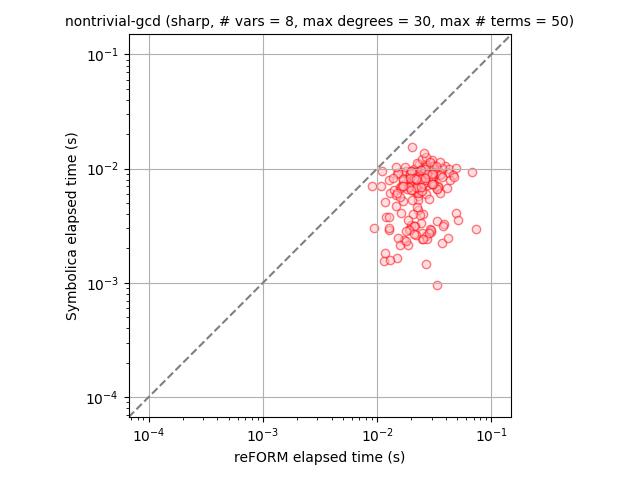 nontrivial-gcd (sharp, # vars = 8, max degrees = 30, max # terms = 50)
Symbolica elapsed time (s)
10⁻¹
10⁻²
10⁻³
10⁻⁴
10⁻⁴ 10⁻³ 10⁻² 10⁻¹
reFORM elapsed time (s)